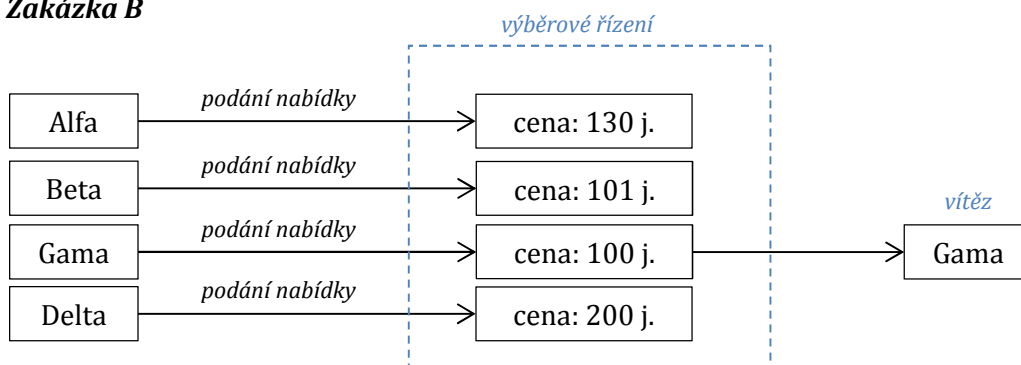 Zakázka B
výběrové řízení
podání nabídky
Alfa cena: 130 j.
podání nabídky
Beta cena: 101 j.
vítěz
podání nabídky
Gama cena: 100 j. Gama
podání nabídky
Delta cena: 200 j.